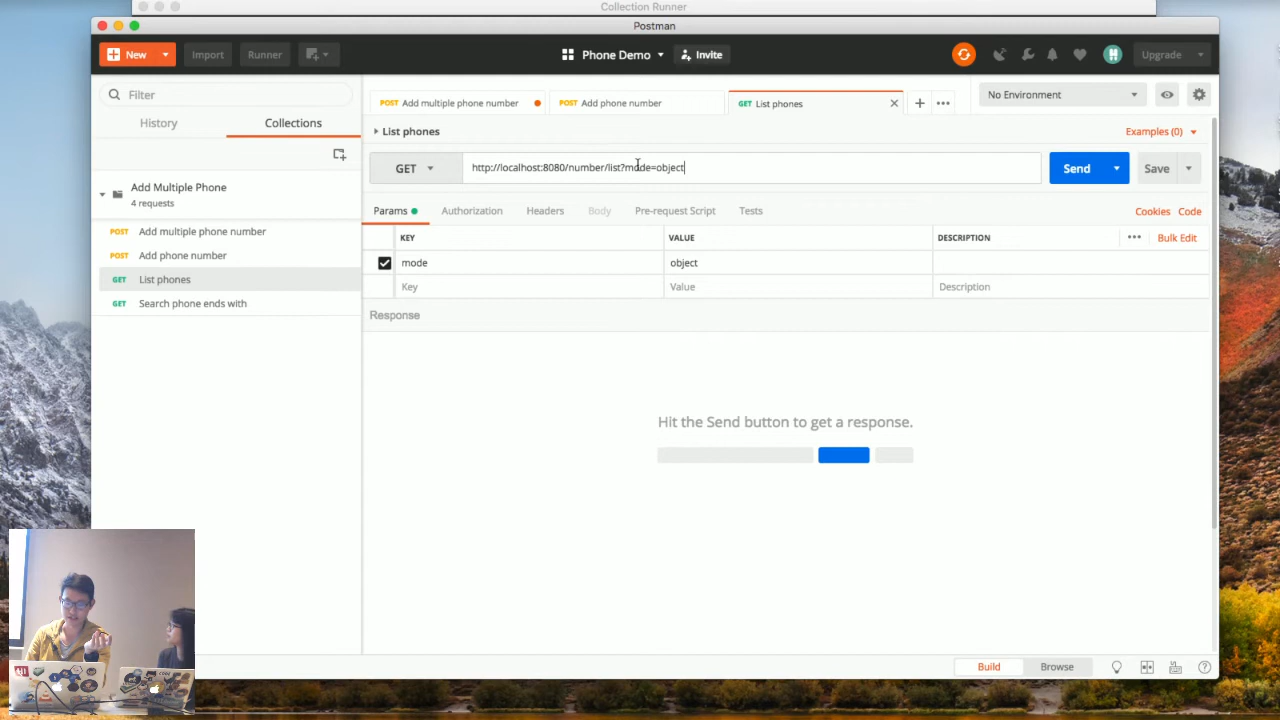 Collection Runner
Postman
New
Import
Runner
Phone Demo
Invite
Upgrade
Filter
History
Collections
Add Multiple Phone
4 requests
POST Add multiple phone number
POST Add phone number
GET List phones
GET Search phone ends with
POST Add multiple phone number
POST Add phone number
GET List phones
No Environment
List phones
Examples (0)
GET
http://localhost:8080/number/list?mode=object
Send
Save
Params
Authorization
Headers
Body
Pre-request Script
Tests
Cookies
Code
KEY
VALUE
DESCRIPTION
Bulk Edit
mode
object
Key
Value
Description
Response
Hit the Send button to get a response.
Build
Browse